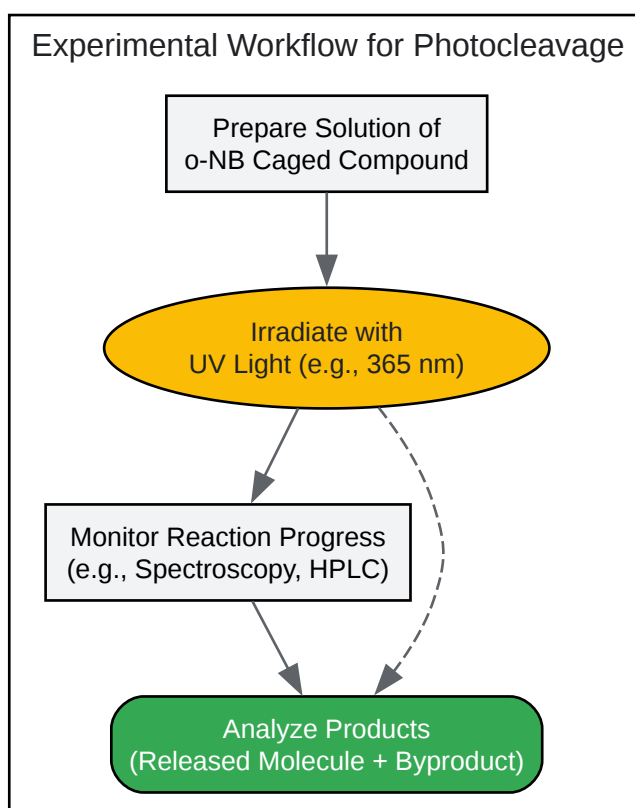 Experimental Workflow for Photocleavage
Prepare Solution of
o-NB Caged Compound
Irradiate with
UV Light (e.g., 365 nm)
Monitor Reaction Progress
(e.g., Spectroscopy, HPLC)
Analyze Products
(Released Molecule + Byproduct)